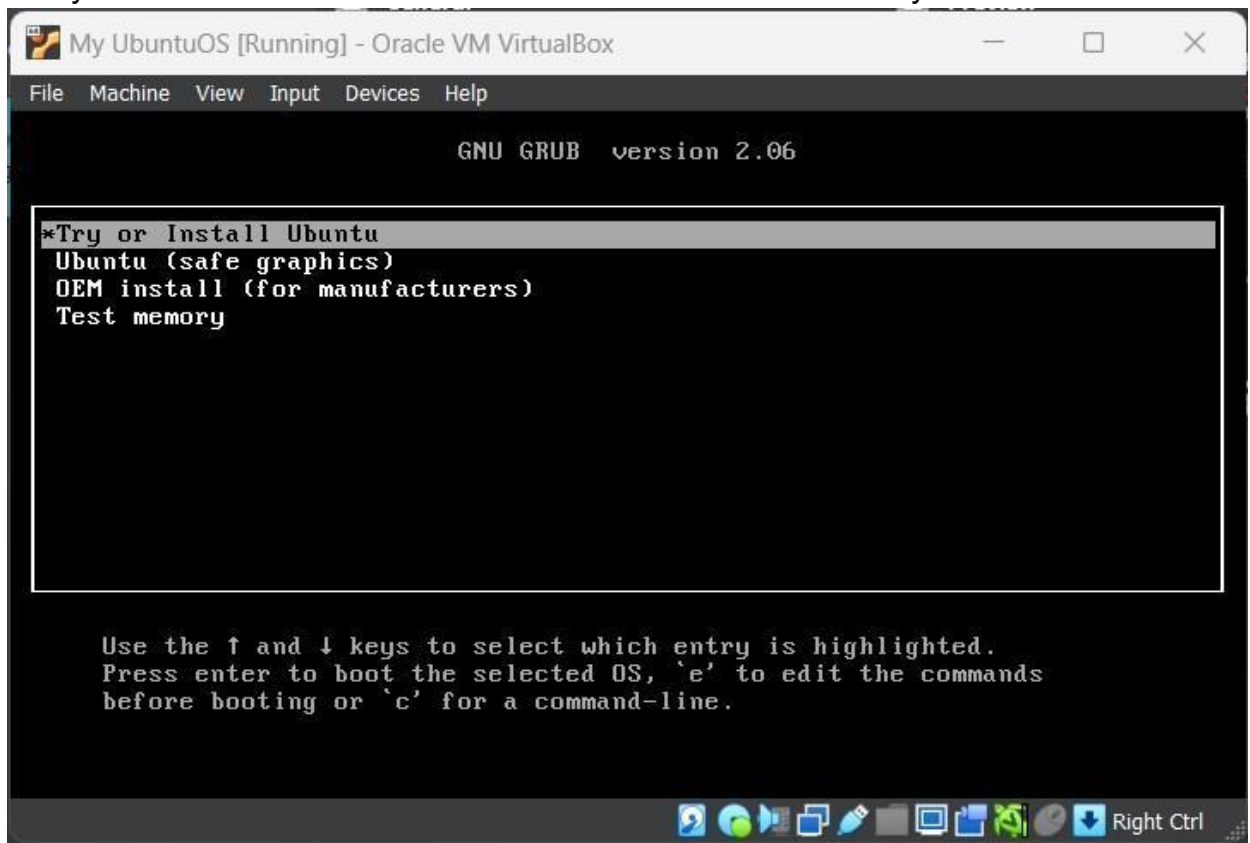 My UbuntuOS [Running] - Oracle VM VirtualBox
File Machine View Input Devices Help
GNU GRUB version 2.06
*Try or Install Ubuntu
Ubuntu (safe graphics)
OEM install (for manufacturers)
Test memory
Use the ↑ and ↓ keys to select which entry is highlighted.
Press enter to boot the selected OS, `e' to edit the commands
before booting or `c' for a command-line.
Right Ctrl